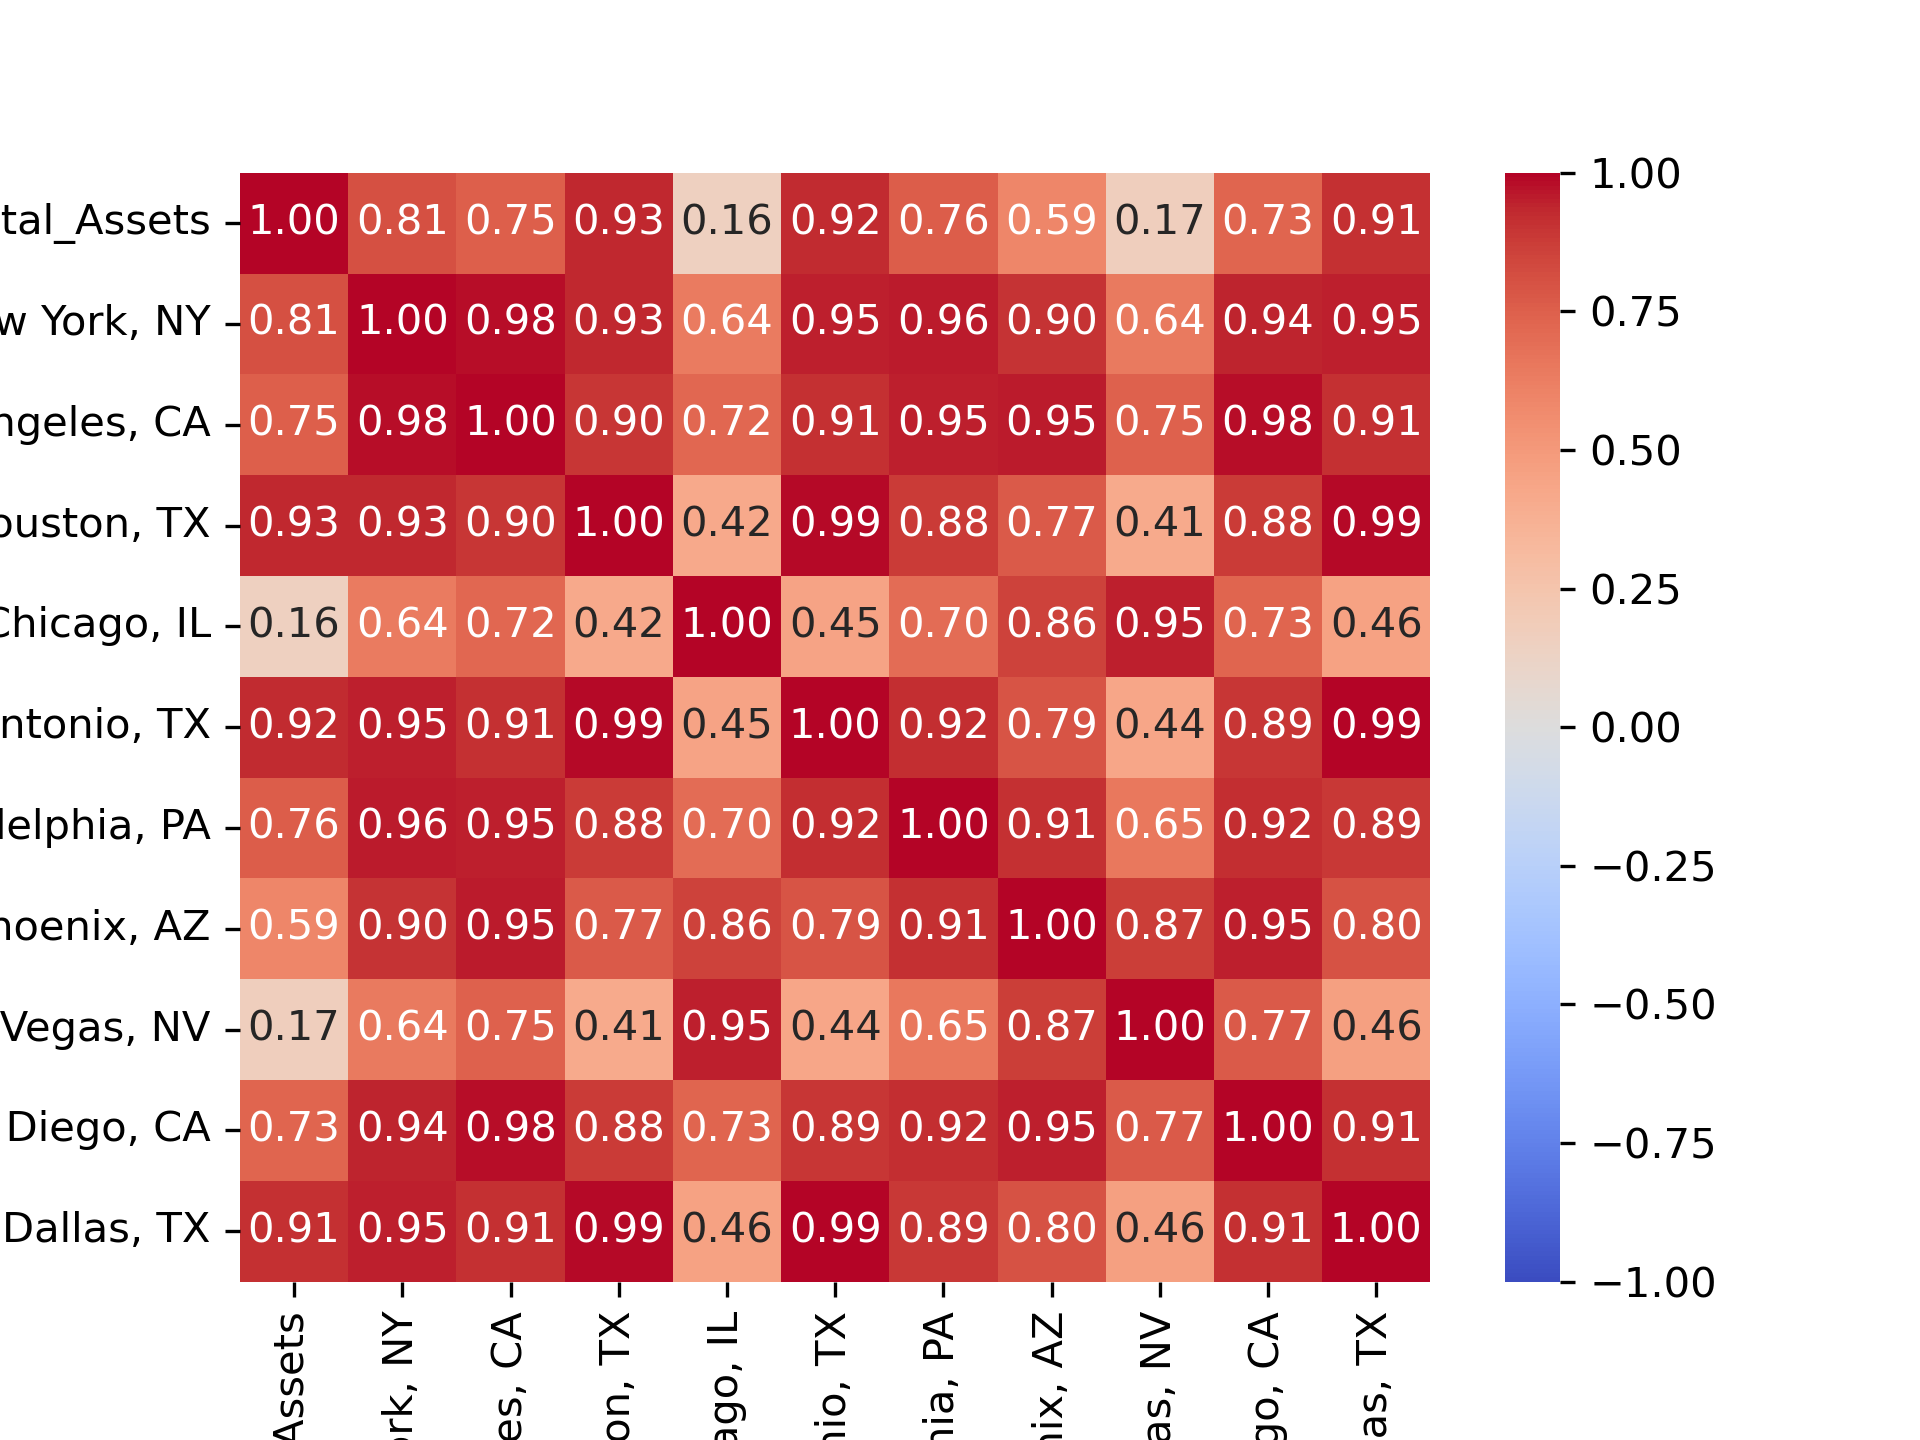 tal_Assets 1.00 0.81 0.75 0.93 0.16 0.92 0.76 0.59 0.17 0.73 0.91
w York, NY 0.81 1.00 0.98 0.93 0.64 0.95 0.96 0.90 0.64 0.94 0.95
ngeles, CA 0.75 0.98 1.00 0.90 0.72 0.91 0.95 0.95 0.75 0.98 0.91
ouston, TX 0.93 0.93 0.90 1.00 0.42 0.99 0.88 0.77 0.41 0.88 0.99
Chicago, IL 0.16 0.64 0.72 0.42 1.00 0.45 0.70 0.86 0.95 0.73 0.46
ntonio, TX 0.92 0.95 0.91 0.99 0.45 1.00 0.92 0.79 0.44 0.89 0.99
delphia, PA 0.76 0.96 0.95 0.88 0.70 0.92 1.00 0.91 0.65 0.92 0.89
hoenix, AZ 0.59 0.90 0.95 0.77 0.86 0.79 0.91 1.00 0.87 0.95 0.80
Vegas, NV 0.17 0.64 0.75 0.41 0.95 0.44 0.65 0.87 1.00 0.77 0.46
Diego, CA 0.73 0.94 0.98 0.88 0.73 0.89 0.92 0.95 0.77 1.00 0.91
Dallas, TX 0.91 0.95 0.91 0.99 0.46 0.99 0.89 0.80 0.46 0.91 1.00
Assets
ork, NY
es, CA
on, TX
ago, IL
nio, TX
hia, PA
nix, AZ
as, NV
go, CA
as, TX
1.00
0.75
0.50
0.25
0.00
−0.25
−0.50
−0.75
−1.00